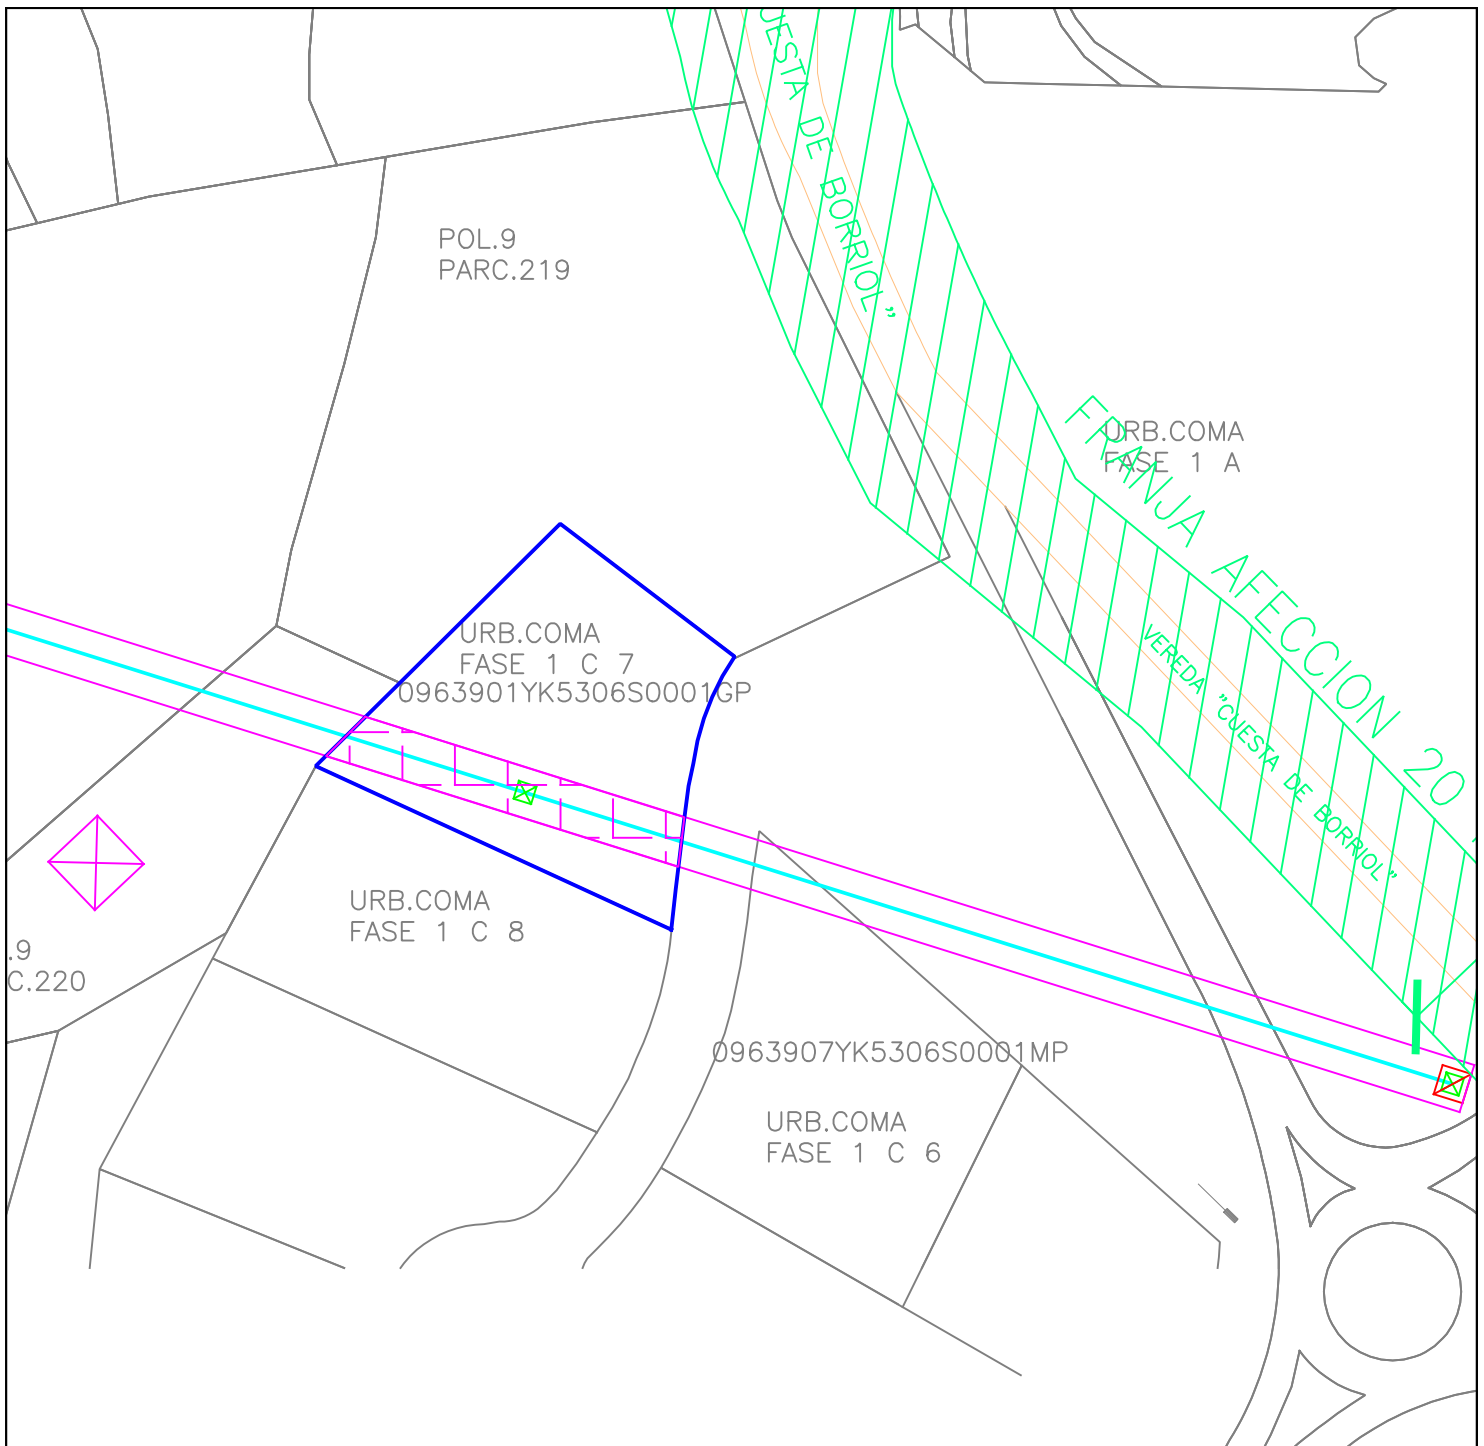 UESTA DE BORRIOL”
POL.9
PARC.219
URB.COMA
FASE 1 A
FRANJA AFECCION 20
URB.COMA
FASE 1 C 7
0963901YK5306S0001GP
VEREDA "CUESTA DE BORRIOL”
URB.COMA
FASE 1 C 8
.9
C.220
0963907YK5306S0001MP
URB.COMA
FASE 1 C 6